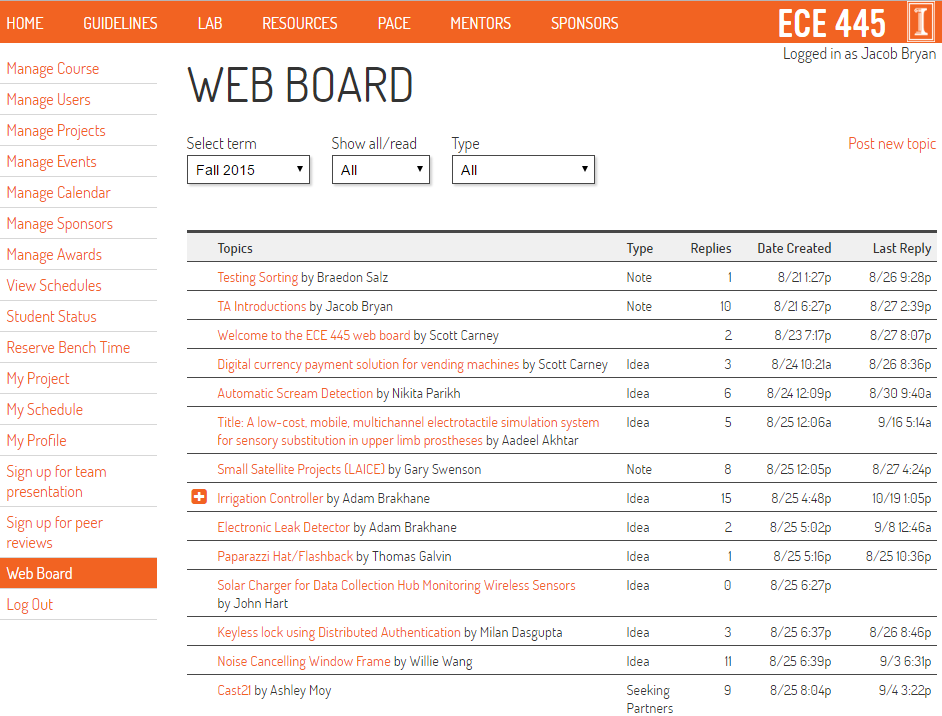 HOME GUIDELINES LAB RESOURCES PACE MENTORS SPONSORS ECE 445 I
Logged in as Jacob Bryan
Manage Course
Manage Users
Manage Projects
Manage Events
Manage Calendar
Manage Sponsors
Manage Awards
View Schedules
Student Status
Reserve Bench Time
My Project
My Schedule
My Profile
Sign up for team
presentation
Sign up for peer
reviews
Web Board
Log Out
WEB BOARD
Select term Show all/read Type
Fall 2015 All All
Post new topic
Topics Type Replies Date Created Last Reply
Testing Sorting by Braedon Salz Note 1 8/21 1:27p 8/26 9:28p
TA Introductions by Jacob Bryan Note 10 8/21 6:27p 8/27 2:39p
Welcome to the ECE 445 web board by Scott Carney 2 8/23 7:17p 8/27 8:07p
Digital currency payment solution for vending machines by Scott Carney Idea 3 8/24 10:21a 8/26 8:36p
Automatic Scream Detection by Nikita Parikh Idea 6 8/24 12:09p 8/30 9:40a
Title: A low-cost, mobile, multichannel electrotactile simulation system Idea 5 8/25 12:06a 9/16 5:14a
for sensory substitution in upper limb prostheses by Aadeel Akhtar
Small Satellite Projects (LAICE) by Gary Swenson Note 8 8/25 12:05p 8/27 4:24p
Irrigation Controller by Adam Brakhane Idea 15 8/25 4:48p 10/19 1:05p
Electronic Leak Detector by Adam Brakhane Idea 2 8/25 5:02p 9/8 12:46a
Paparazzi Hat/Flashback by Thomas Galvin Idea 1 8/25 5:16p 8/25 10:36p
Solar Charger for Data Collection Hub Monitoring Wireless Sensors Idea 0 8/25 6:27p
by John Hart
Keyless lock using Distributed Authentication by Milan Dasgupta Idea 3 8/25 6:37p 8/26 8:46p
Noise Cancelling Window Frame by Willie Wang Idea 11 8/25 6:39p 9/3 6:31p
Cast21 by Ashley Moy Seeking 9 8/25 8:04p 9/4 3:22p
Partners